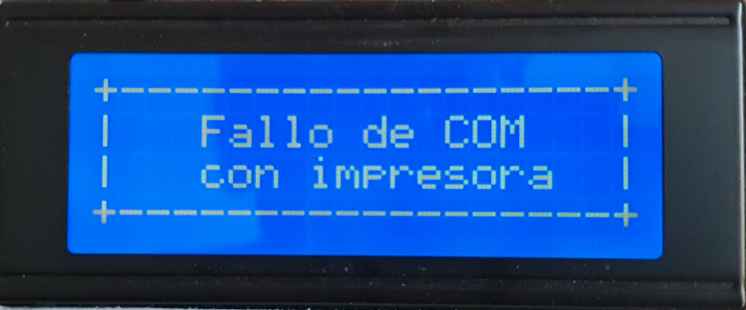 +------------------+
|   Fallo de COM   |
|   con impresora  |
+------------------+